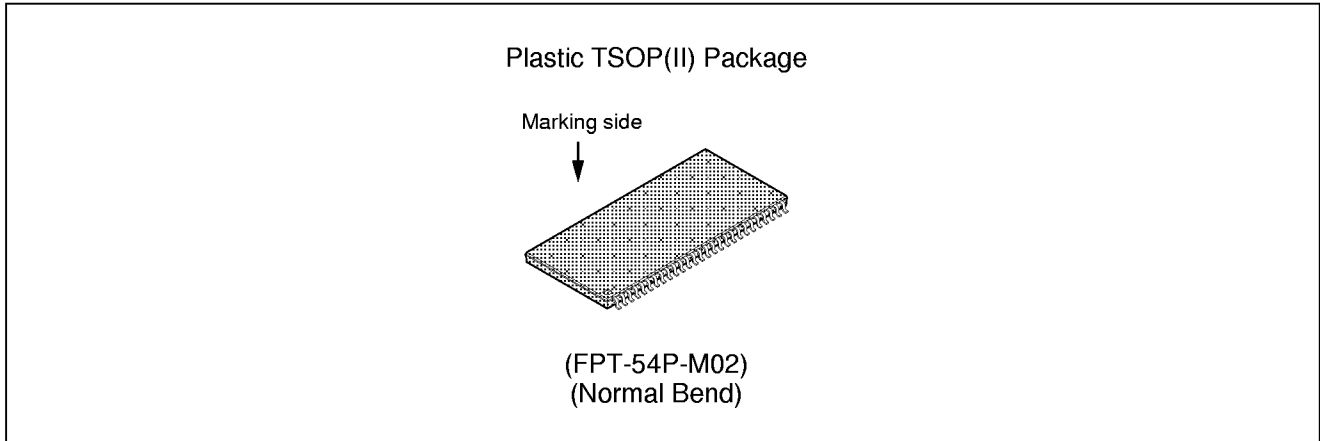 Plastic TSOP(II) Package
Marking side
(FPT-54P-M02)
(Normal Bend)